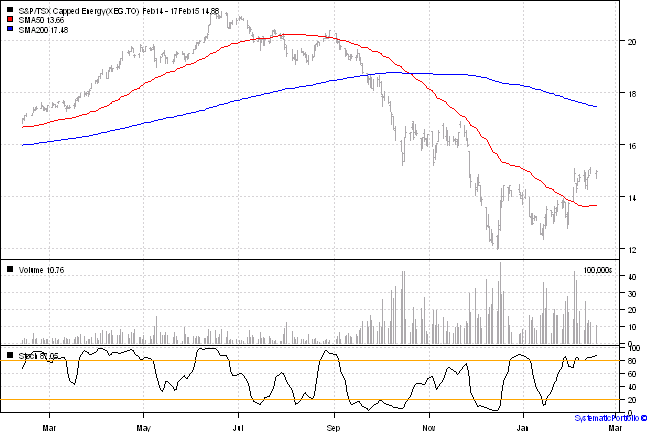 S&P/TSX Capped Energy(XEG.TO) Feb14 - 17Feb15 14.88
SMA50 13.66
SMA200 17.48
20
18
16
14
12
Volume 10.76
100,000s
40
30
20
10
0
Stoch 87.06
100
80
60
40
20
0
Mar May Jul Sep Nov Jan Mar
SystematicPortfolio ©